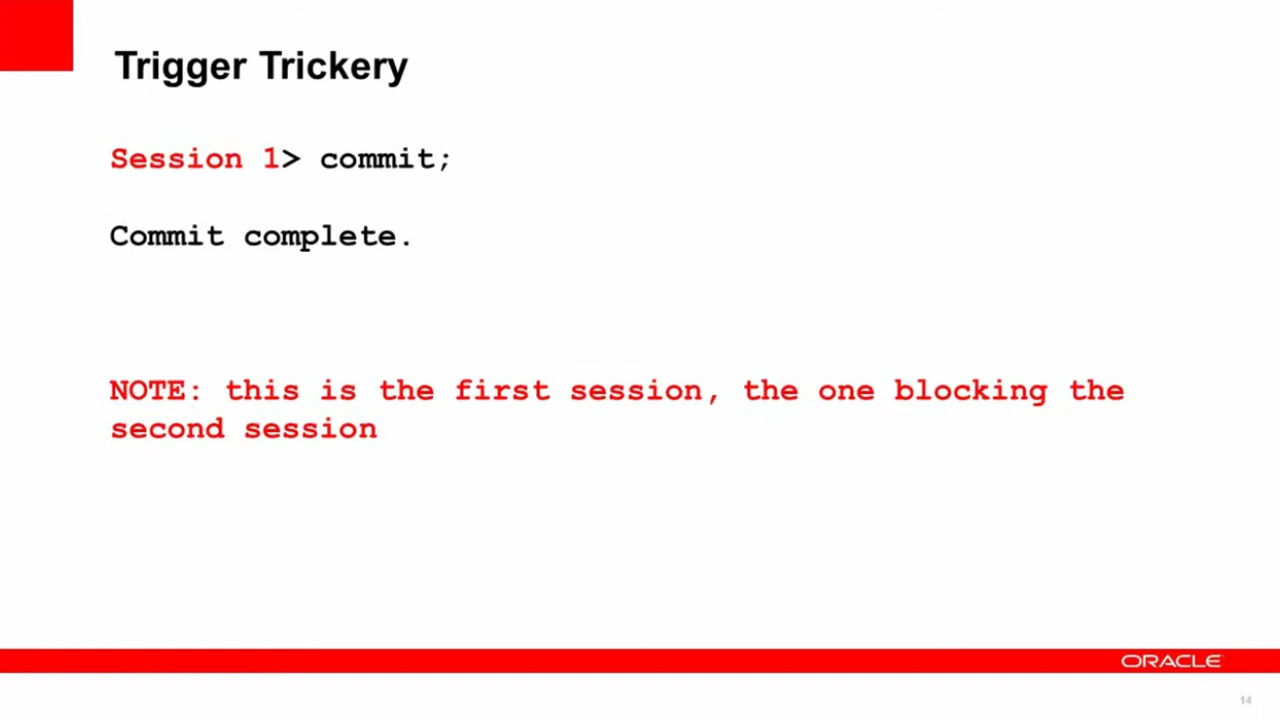 Trigger Trickery
Session 1> commit;
Commit complete.
NOTE: this is the first session, the one blocking the
second session
ORACLE
14